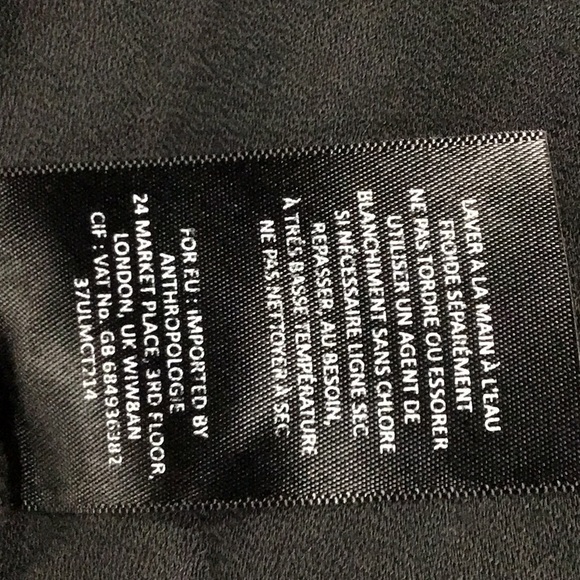 LAVER À LA MAIN À L'EAU
FROIDE SÉPARÉMENT
NE PAS TORDRE OU ESSORER
UTILISER UN AGENT DE
BLANCHIMENT SANS CHLORE
SI NÉCESSAIRE LIGNE SEC
REPASSER, AU BESOIN,
À TRÈS BASSE TEMPÉRATURE
NE PAS NETTOYER À SEC
FOR EU : IMPORTED BY
ANTHROPOLOGIE
24 MARKET PLACE, 3RD FLOOR,
LONDON, UK W1W8AN
CIF : VAT No. GB 684936382
37ULMCT214